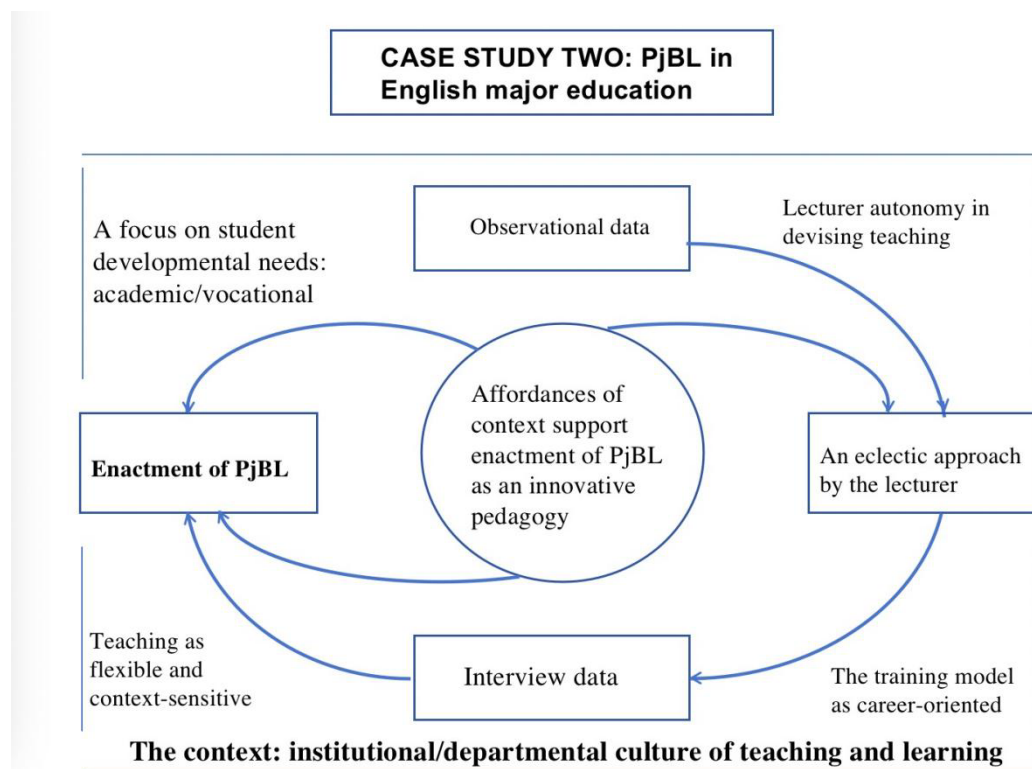 CASE STUDY TWO: PjBL in
English major education
A focus on student
developmental needs:
academic/vocational
Observational data
Lecturer autonomy in
devising teaching
Enactment of PjBL
Affordances of
context support
enactment of PjBL
as an innovative
pedagogy
An eclectic approach
by the lecturer
Teaching as
flexible and
context-sensitive
Interview data
The training model
as career-oriented
The context: institutional/departmental culture of teaching and learning